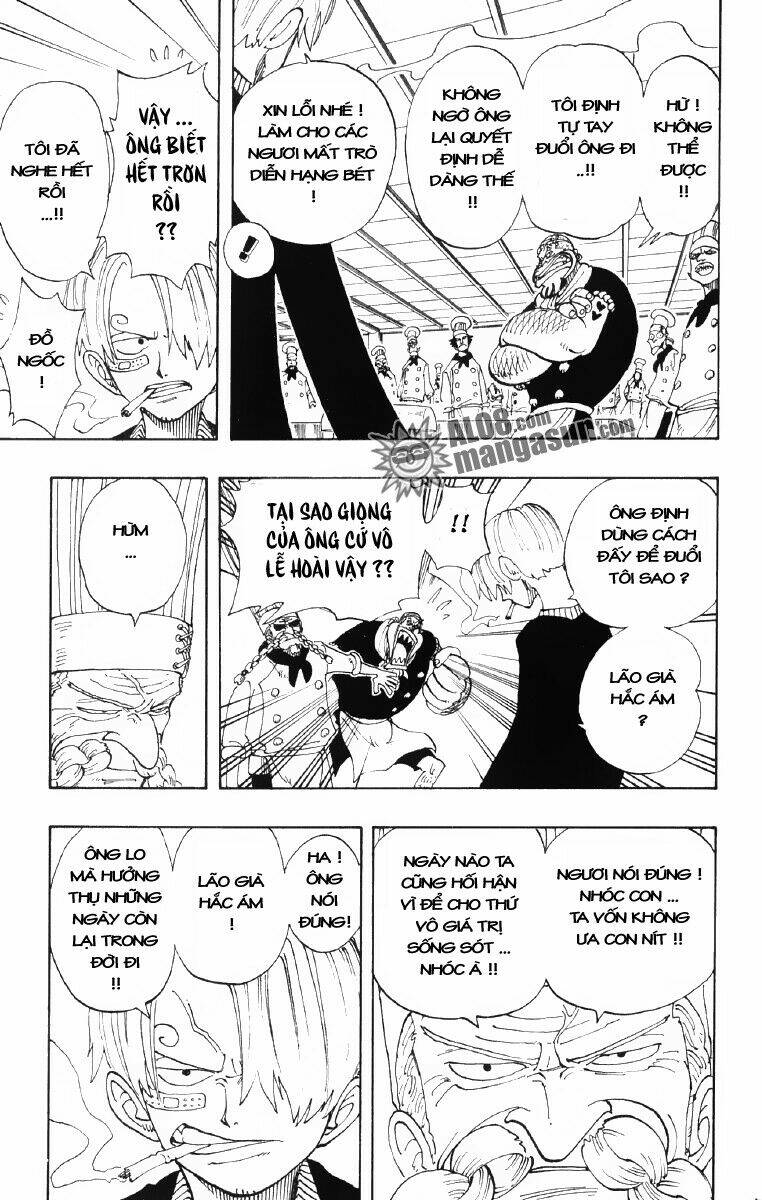 HỪ !
KHÔNG
THỂ
ĐƯỢC
TÔI ĐỊNH
TỰ TAY
ĐUỔI ÔNG ĐI
..!!
KHÔNG
NGỜ ÔNG
LẠI QUYẾT
ĐỊNH DỄ
DÀNG THẾ
!!
XIN LỖI NHÉ !
LÀM CHO CÁC
NGƯƠI MẤT TRÒ
DIỄN HẠNG BÉT
!
!
VẬY ...
ÔNG BIẾT
HẾT TRƠN
RỒI
??
TÔI ĐÃ
NGHE HẾT
RỒI
...!!
ĐỒ
NGỐC
!
AL08.com
mangasun.com
ÔNG ĐỊNH
DÙNG CÁCH
ĐẤY ĐỂ ĐUỔI
TÔI SAO ?
LÃO GIÀ
HẮC ÁM
?
!!
TẠI SAO GIỌNG
CỦA ÔNG CỨ VÔ
LỄ HOÀI VẬY ??
HỪM
...
NGƯƠI NÓI ĐÚNG !
NHÓC CON ...
TA VỐN KHÔNG
ƯA CON NÍT !!
NGÀY NÀO TA
CŨNG HỐI HẬN
VÌ ĐỂ CHO THỨ
VÔ GIÁ TRỊ
SỐNG SÓT ...
NHÓC À !!
HA !
ÔNG
NÓI
ĐÚNG!
LÃO GIÀ
HẮC ÁM
!
ÔNG LO
MÀ HƯỞNG
THỤ NHỮNG
NGÀY CÒN
LẠI TRONG
ĐỜI ĐI
!!